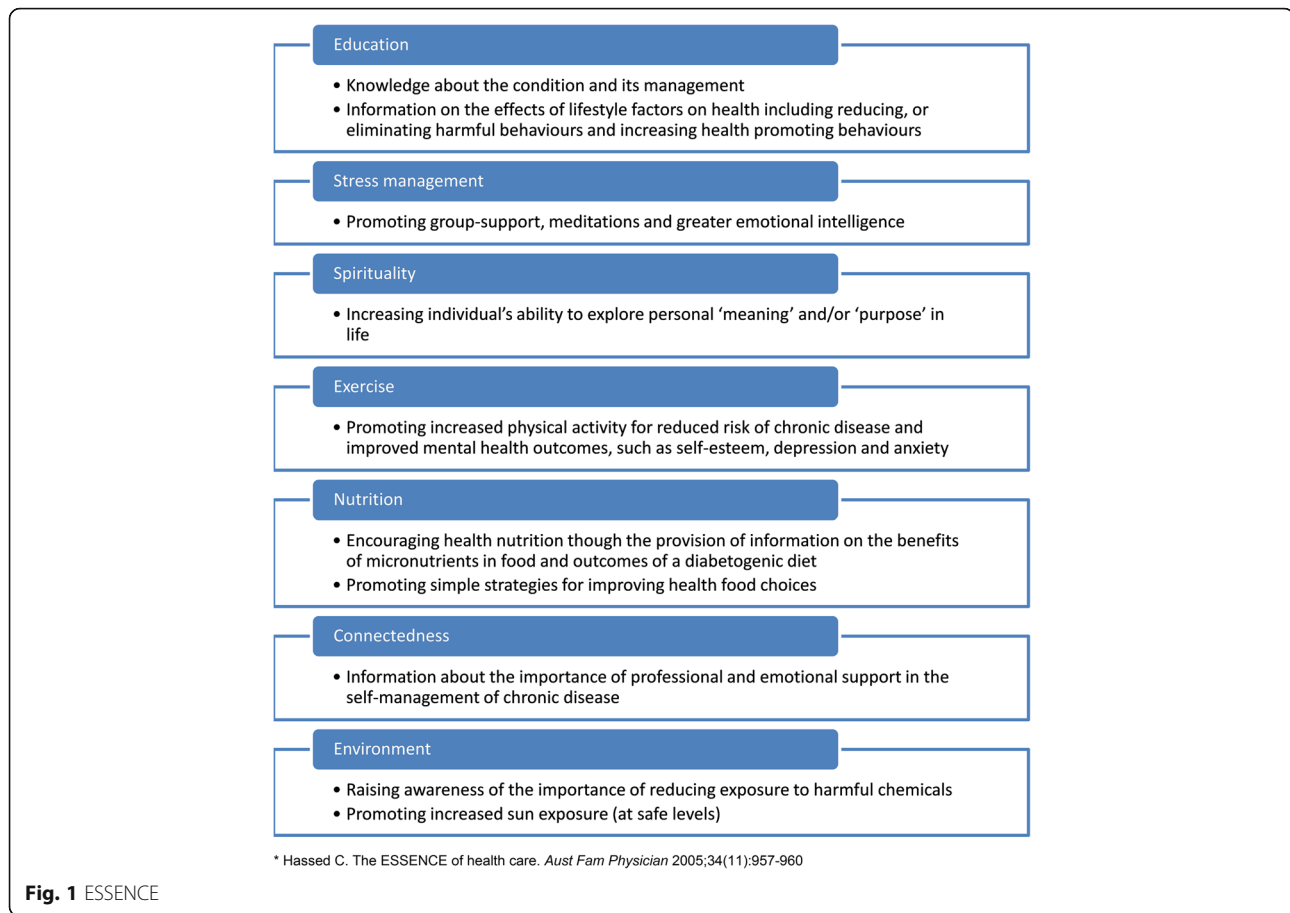 Education
• Knowledge about the condition and its management
• Information on the effects of lifestyle factors on health including reducing, or
eliminating harmful behaviours and increasing health promoting behaviours
Stress management
• Promoting group-support, meditations and greater emotional intelligence
Spirituality
• Increasing individual’s ability to explore personal ‘meaning’ and/or ‘purpose’ in
life
Exercise
• Promoting increased physical activity for reduced risk of chronic disease and
improved mental health outcomes, such as self-esteem, depression and anxiety
Nutrition
• Encouraging health nutrition though the provision of information on the benefits
of micronutrients in food and outcomes of a diabetogenic diet
• Promoting simple strategies for improving health food choices
Connectedness
• Information about the importance of professional and emotional support in the
self-management of chronic disease
Environment
• Raising awareness of the importance of reducing exposure to harmful chemicals
• Promoting increased sun exposure (at safe levels)
* Hassed C. The ESSENCE of health care. Aust Fam Physician 2005;34(11):957-960
Fig. 1 ESSENCE